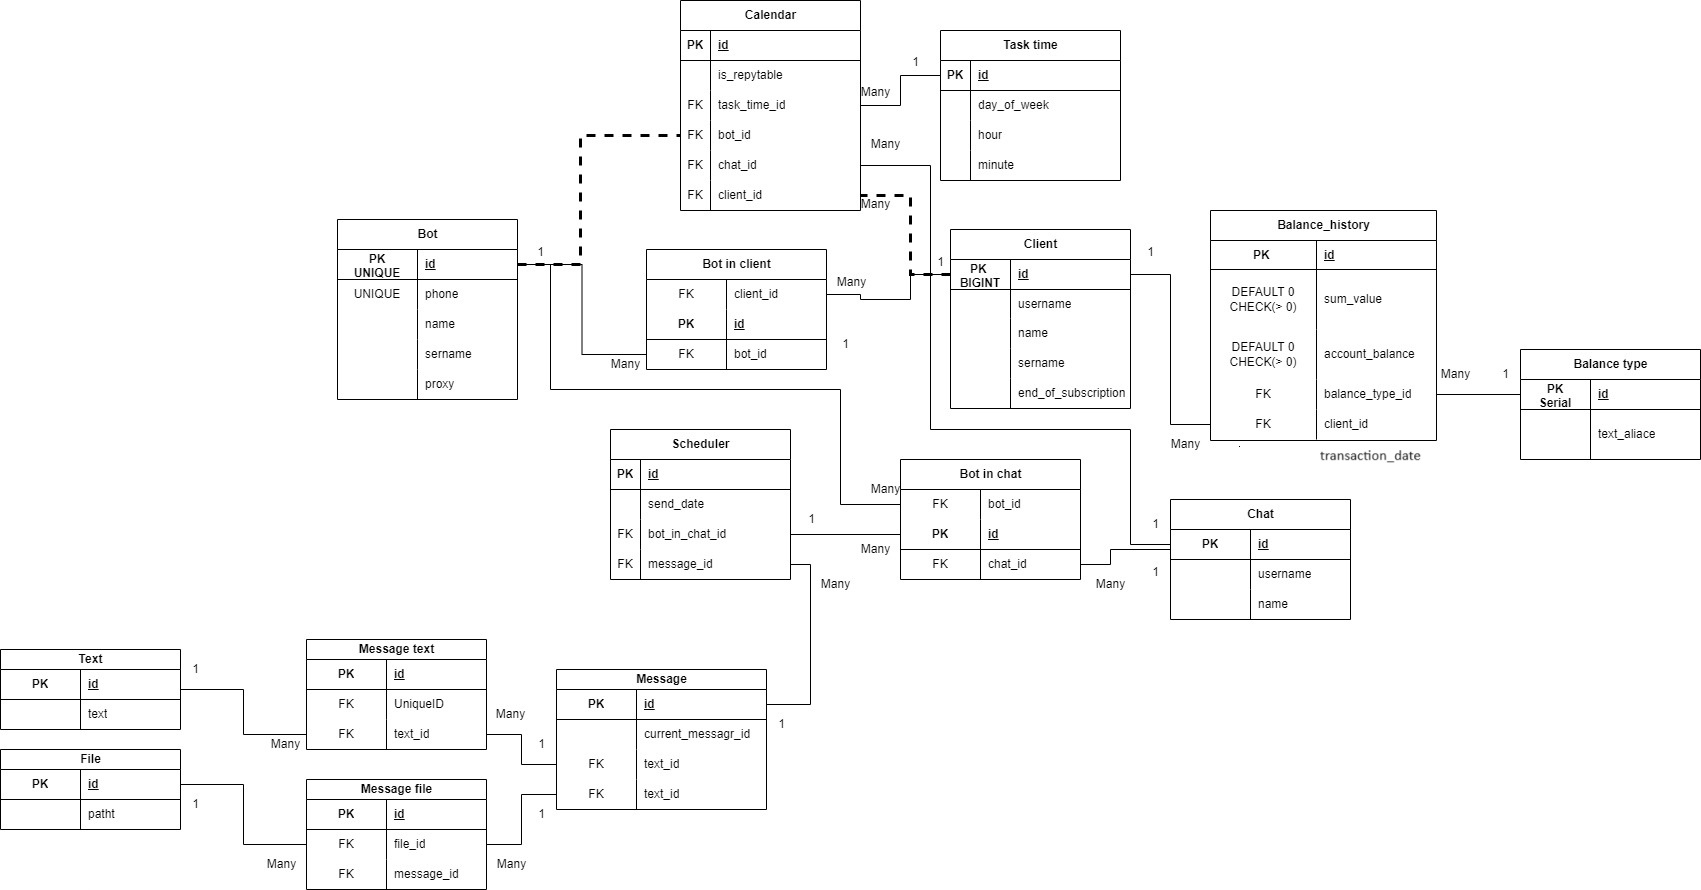 Calendar
PK id
is_repytable
FK task_time_id
FK bot_id
FK chat_id
FK client_id
Many
Many
Many
1
Task time
PK id
day_of_week
hour
minute
Bot
PK
UNIQUE id
UNIQUE phone
name
sername
proxy
1
Bot in client
FK client_id
PK id
FK bot_id
Many
Many
1
1
Client
PK
BIGINT id
username
name
sername
end_of_subscription
1
Many
Balance_history
PK id
DEFAULT 0
CHECK(> 0) sum_value
DEFAULT 0
CHECK(> 0) account_balance
FK balance_type_id
FK client_id
transaction_date
Many
1
Balance type
PK
Serial id
text_aliace
Scheduler
PK id
send_date
FK bot_in_chat_id
FK message_id
1
Many
Many
Many
Bot in chat
FK bot_id
PK id
FK chat_id
Many
1
1
Chat
PK id
username
name
Text
PK id
text
1
Many
File
PK id
patht
1
Many
Message text
PK id
FK UniqueID
FK text_id
Many
1
Message file
PK id
FK file_id
FK message_id
Many
1
Message
PK id
current_messagr_id
FK text_id
FK text_id
1